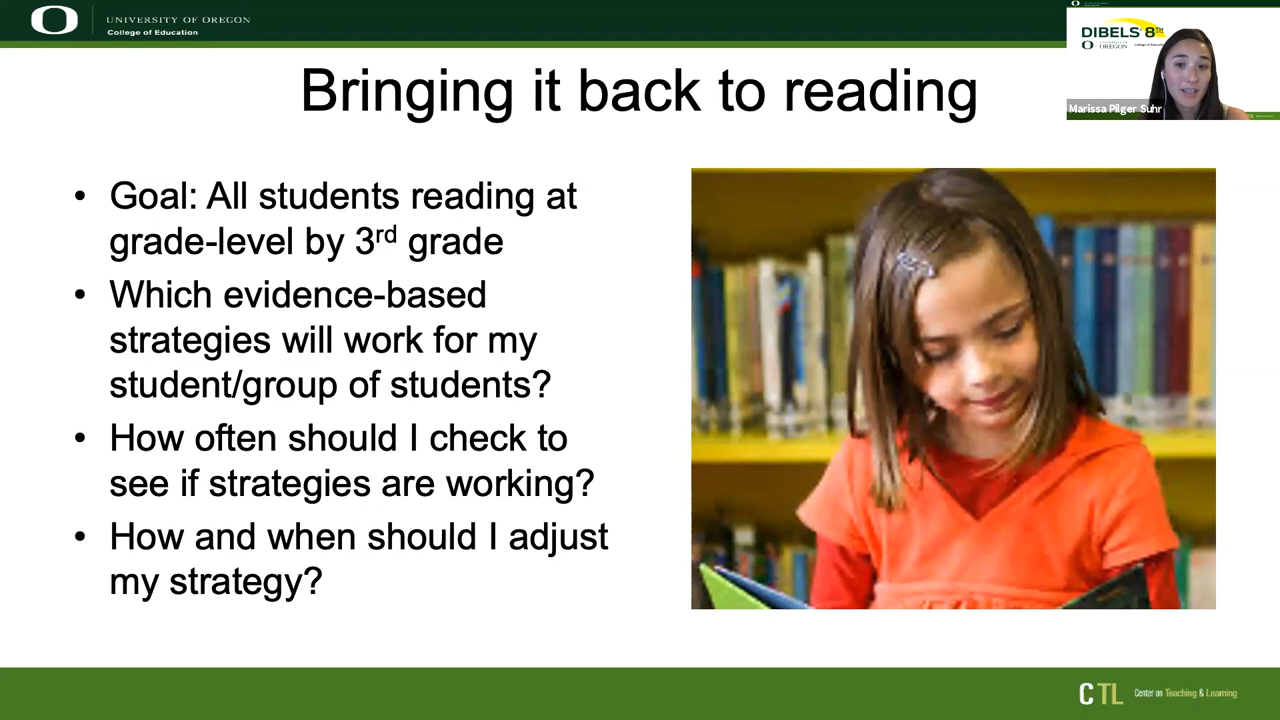 UNIVERSITY OF OREGON
College of Education
DIBELS 8TH
UNIVERSITY OF
OREGON
Marissa Pilger Suhr
Bringing it back to reading
• Goal: All students reading at
grade-level by 3rd grade
• Which evidence-based
strategies will work for my
student/group of students?
• How often should I check to
see if strategies are working?
• How and when should I adjust
my strategy?
CTL Center on Teaching & Learning